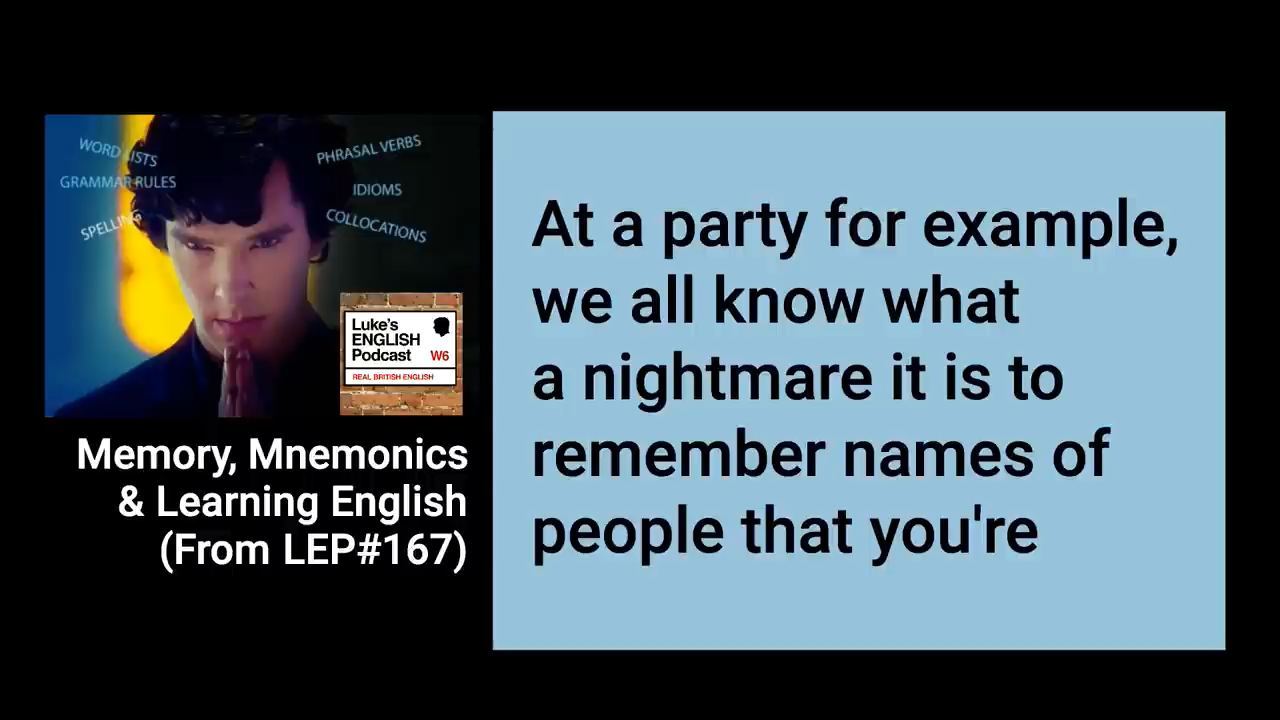 WORD LISTS
GRAMMAR RULES
SPELLING
PHRASAL VERBS
IDIOMS
COLLOCATIONS
Luke's
ENGLISH
Podcast
W6
REAL BRITISH ENGLISH
Memory, Mnemonics
& Learning English
(From LEP#167)
At a party for example,
we all know what
a nightmare it is to
remember names of
people that you're